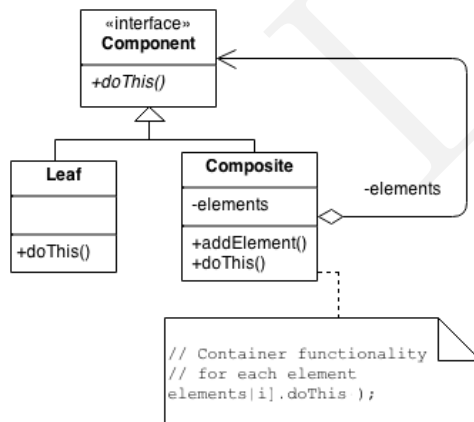 «interface»
Component
+doThis()
Leaf
+doThis()
Composite
-elements
+addElement()
+doThis()
-elements
// Container functionality
// for each element
elements|i].doThis );